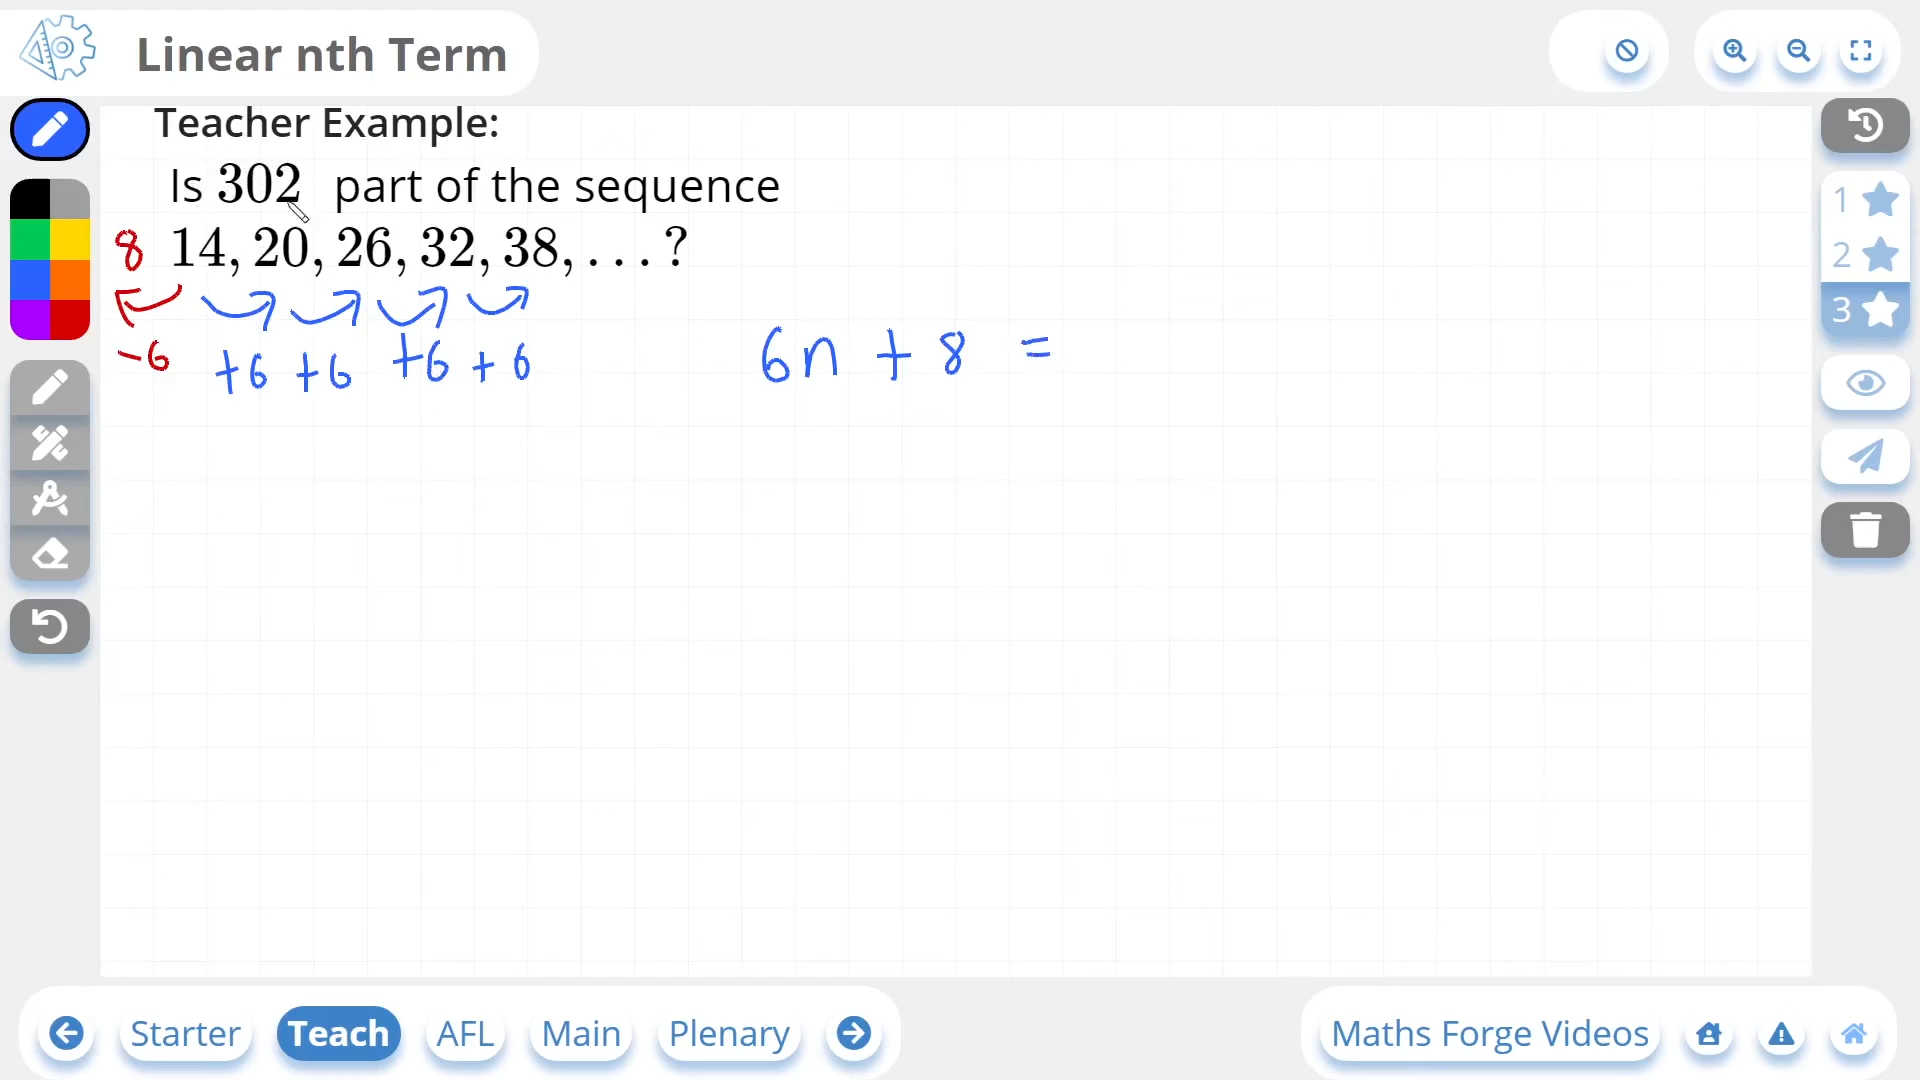 Linear nth Term
Teacher Example:
Is 302 part of the sequence
8 14, 20, 26, 32, 38, . . . ?
-6 +6 +6 +6 +6
6n + 8 =
1
2
3
Starter Teach AFL Main Plenary
Maths Forge Videos